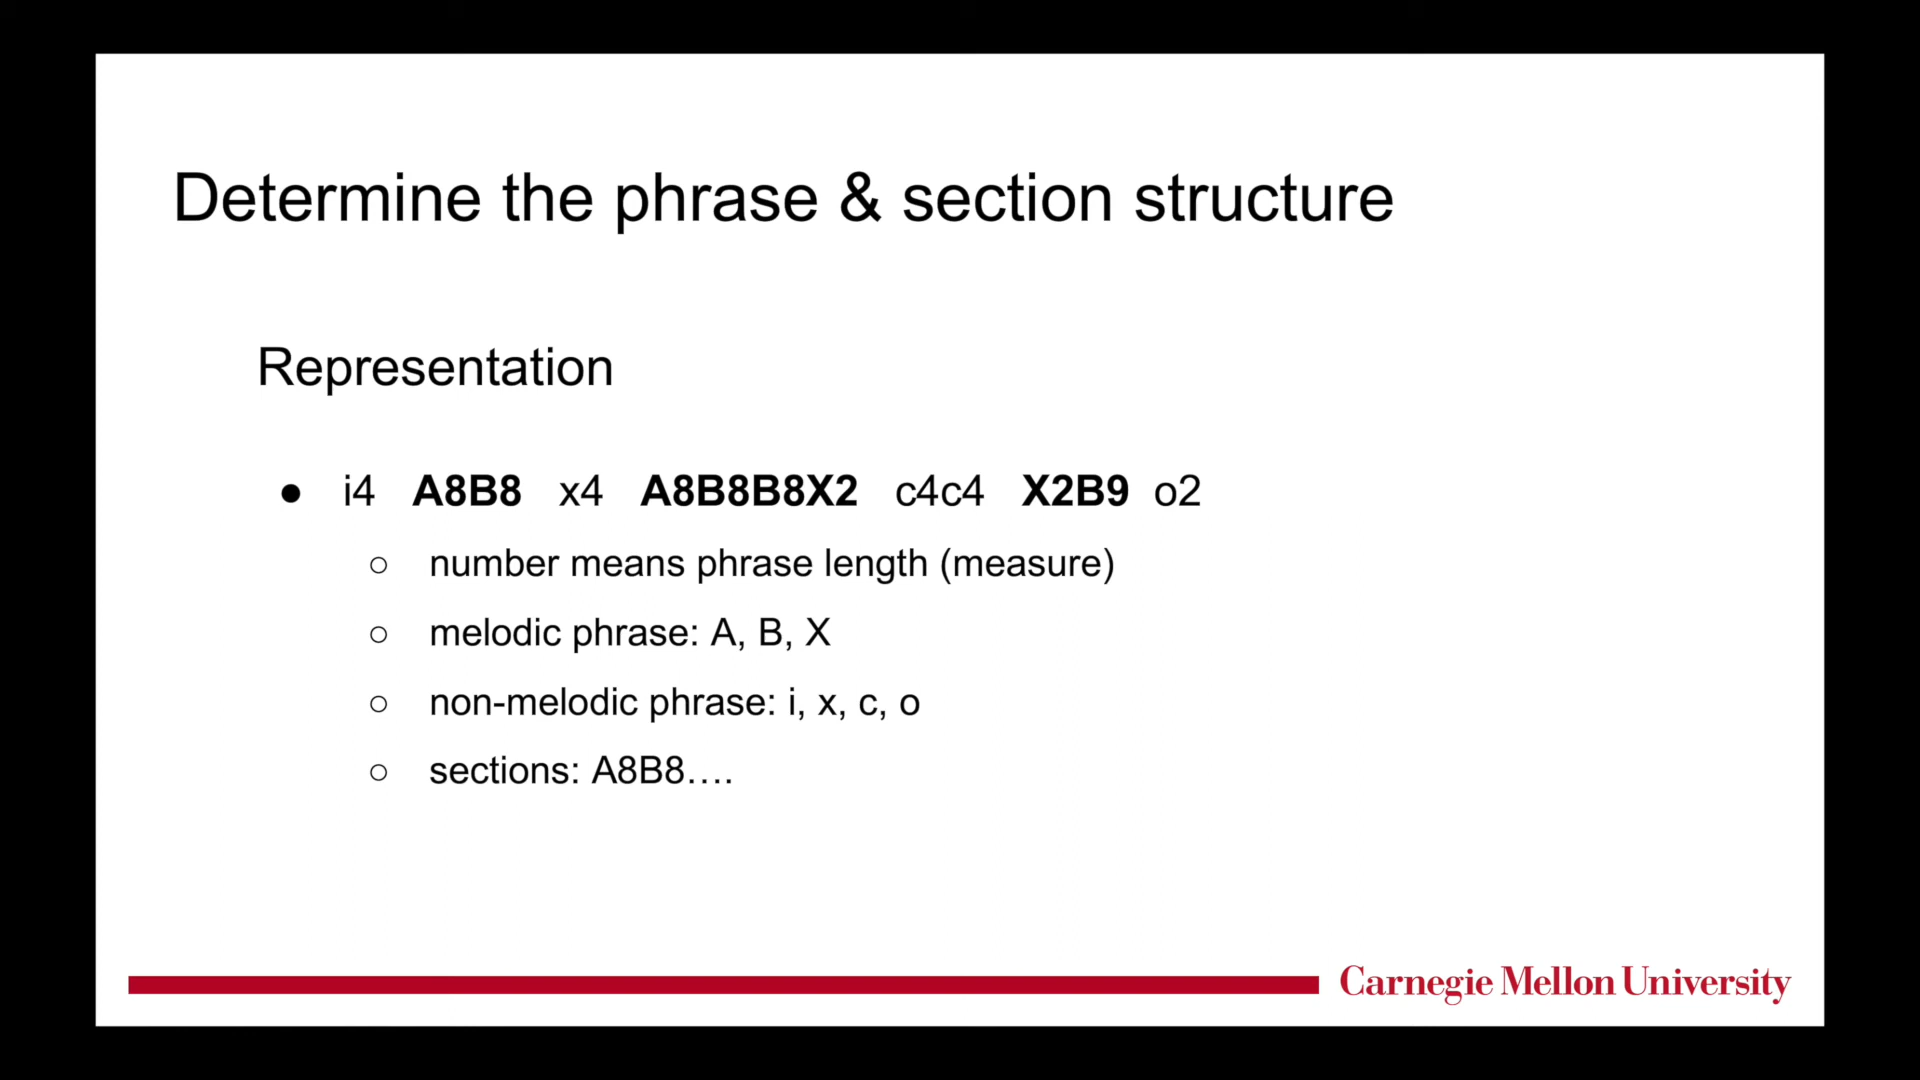 Determine the phrase & section structure
Representation
● i4 A8B8 x4 A8B8B8X2 c4c4 X2B9 o2
○ number means phrase length (measure)
○ melodic phrase: A, B, X
○ non-melodic phrase: i, x, c, o
○ sections: A8B8....
Carnegie Mellon University